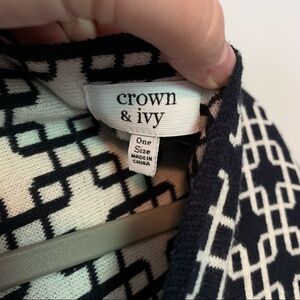 crown
& ivy
One
Size
MADE IN
CHINA